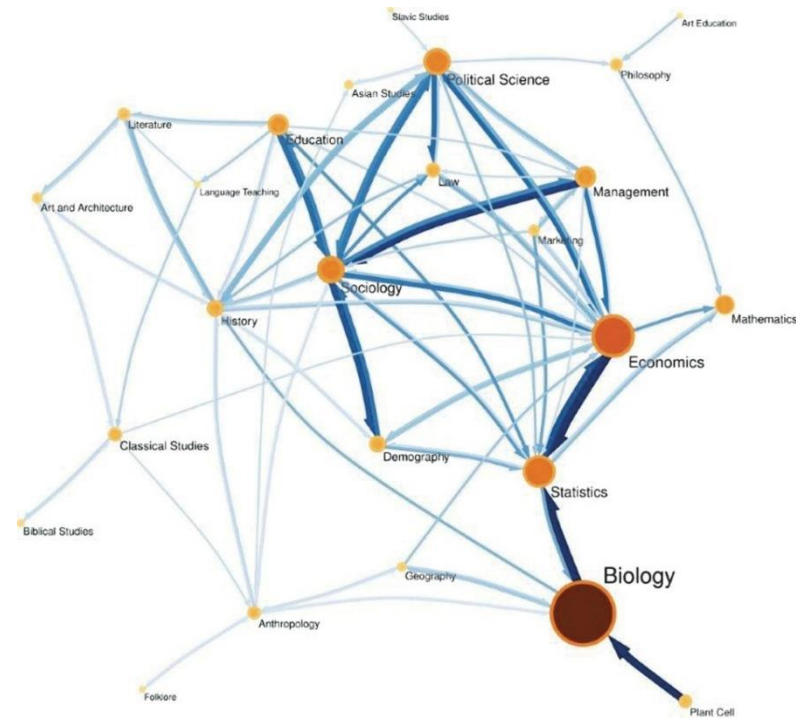 Slavic Studies
Art Education
Political Science
Philosophy
Asian Studies
Literature
Education
Law
Language Teaching
Management
Art and Architecture
Marketing
Sociology
History
Mathematics
Economics
Classical Studies
Demography
Statistics
Biblical Studies
Geography
Biology
Anthropology
Folklore
Plant Cell